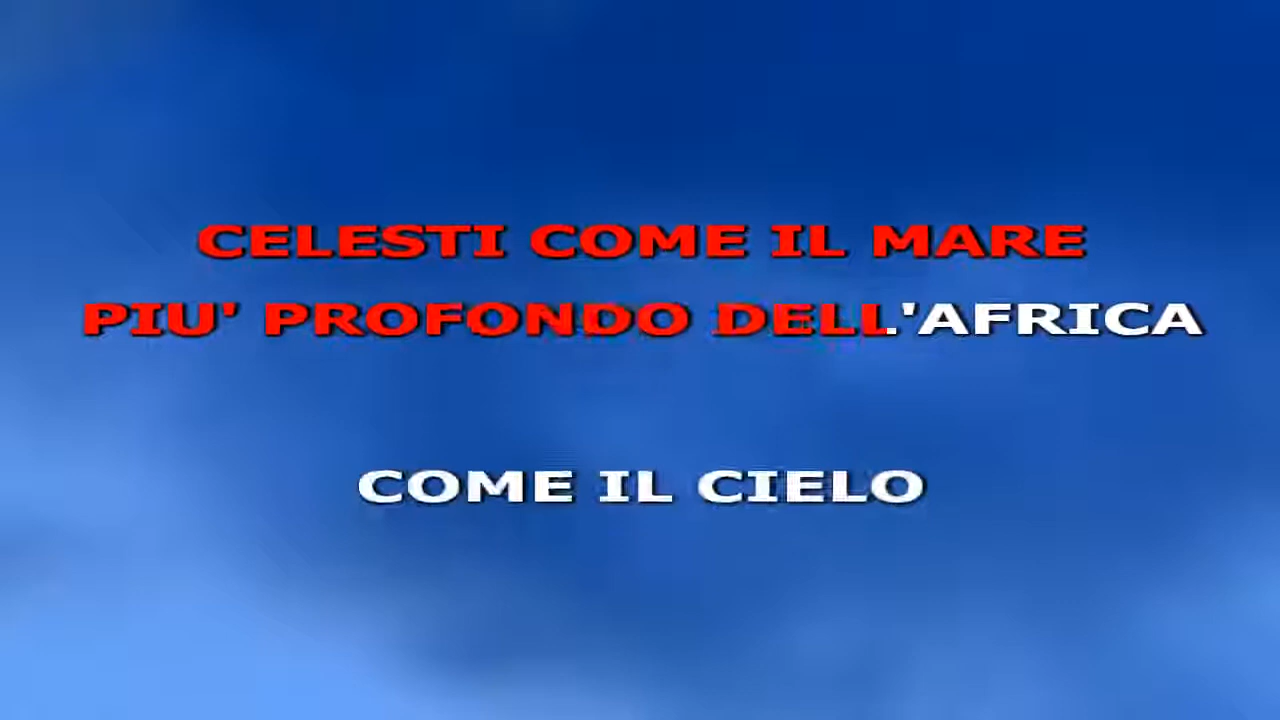 CELESTI COME IL MARE
PIU' PROFONDO DELL'AFRICA
COME IL CIELO